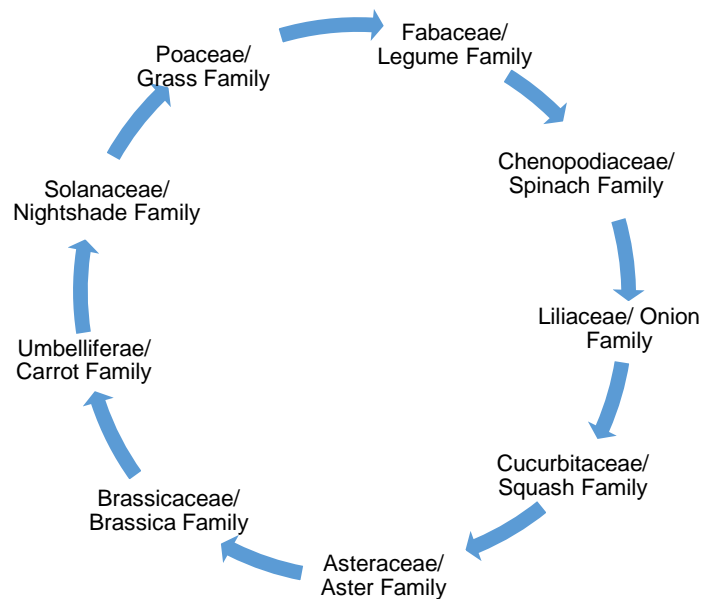 Poaceae/
Grass Family
Fabaceae/
Legume Family
Chenopodiaceae/
Spinach Family
Liliaceae/ Onion
Family
Cucurbitaceae/
Squash Family
Asteraceae/
Aster Family
Brassicaceae/
Brassica Family
Umbelliferae/
Carrot Family
Solanaceae/
Nightshade Family